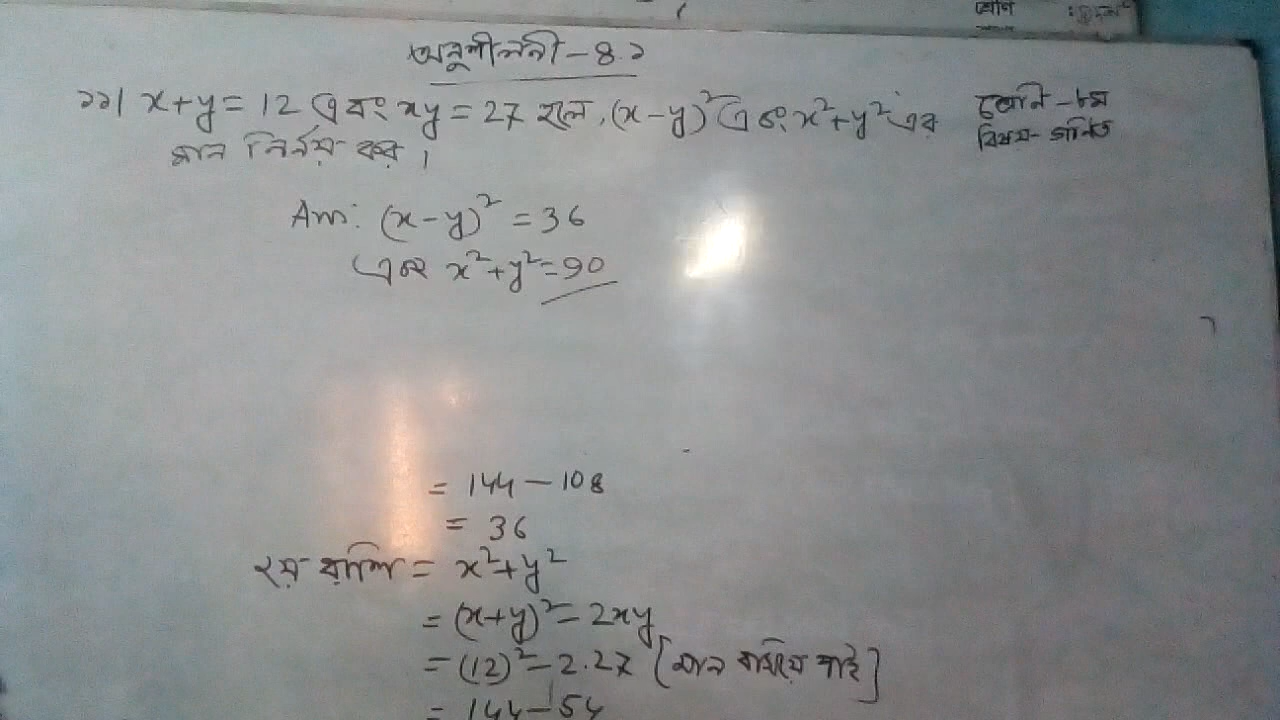 অনুশীলনী-৪.১
১১। x+y=12 এবং xy=27 হলে, (x-y)² এবং x²+y² এর
মান নির্নয় কর।
শ্রেনি-৮ম
বিষয়-গনিত
Ans: (x-y)² = 36
এবং x²+y²=90
= 144-108
= 36
২য় রাশি = x²+y²
= (x+y)²-2xy
= (12)²-2.27 [মান বসিয়ে পাই]
= 144-54